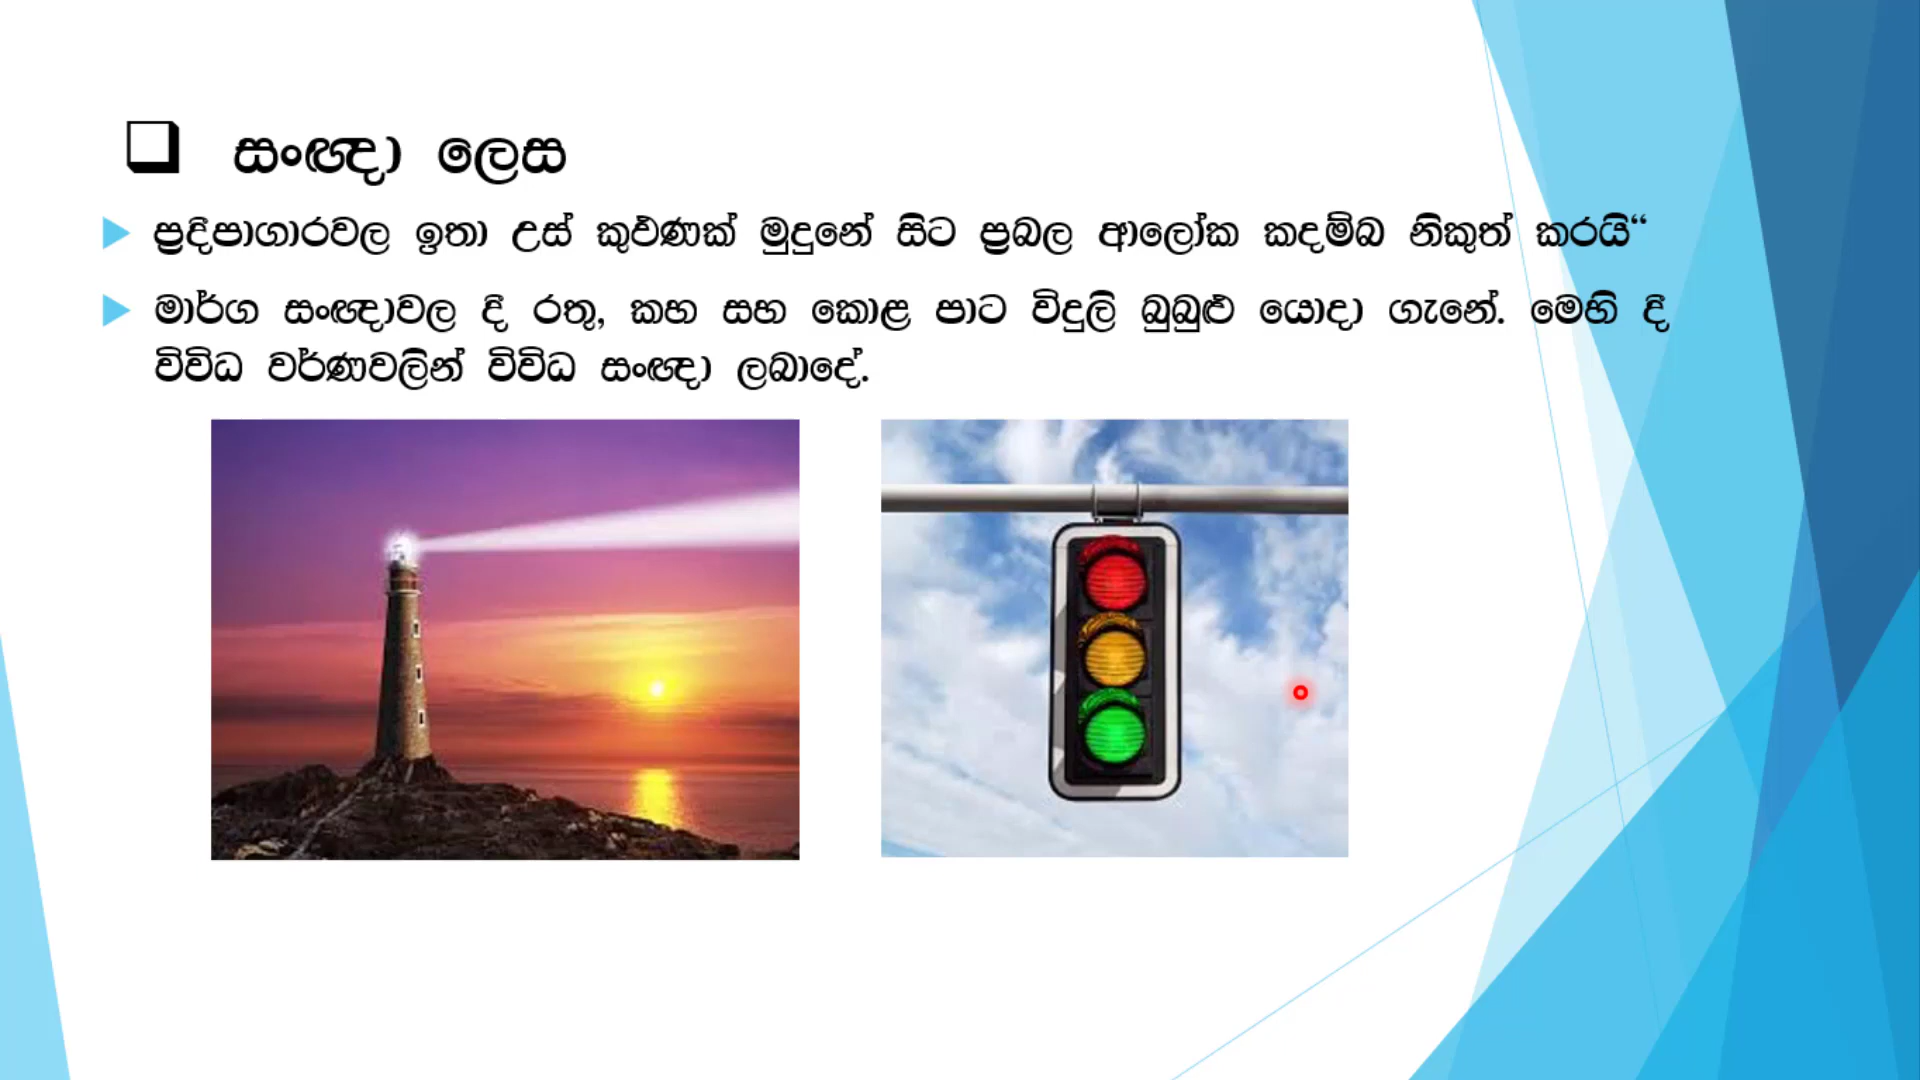 සංඥා ලෙස
ප්‍රදීපාගාරවල ඉතා උස් කුළුණක් මුදුනේ සිට ප්‍රබල ආලෝක කදම්බ නිකුත් කරයි“
මාර්ග සංඥාවල දී රතු, කහ සහ කොළ පාට විදුලි බුබුළු යොදා ගැනේ. මෙහි දී
විවිධ වර්ණවලින් විවිධ සංඥා ලබාදේ.